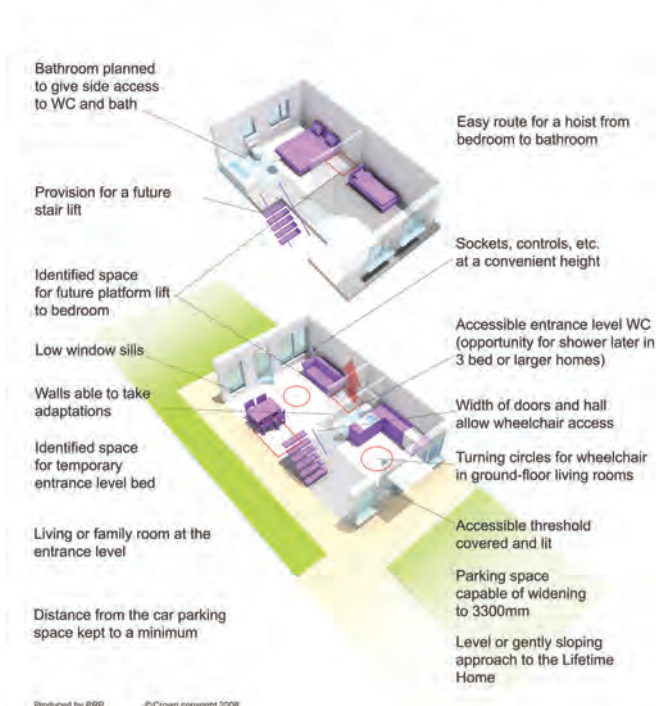 Bathroom planned
to give side access
to WC and bath
Easy route for a hoist from
bedroom to bathroom
Provision for a future
stair lift
Sockets, controls, etc.
at a convenient height
Identified space
for future platform lift
to bedroom
Accessible entrance level WC
(opportunity for shower later in
3 bed or larger homes)
Low window sills
Walls able to take
adaptations
Width of doors and hall
allow wheelchair access
Identified space
for temporary
entrance level bed
Turning circles for wheelchair
in ground-floor living rooms
Living or family room at the
entrance level
Accessible threshold
covered and lit
Parking space
capable of widening
to 3300mm
Distance from the car parking
space kept to a minimum
Level or gently sloping
approach to the Lifetime
Home
Produced by PRP ©Crown copyright 2008